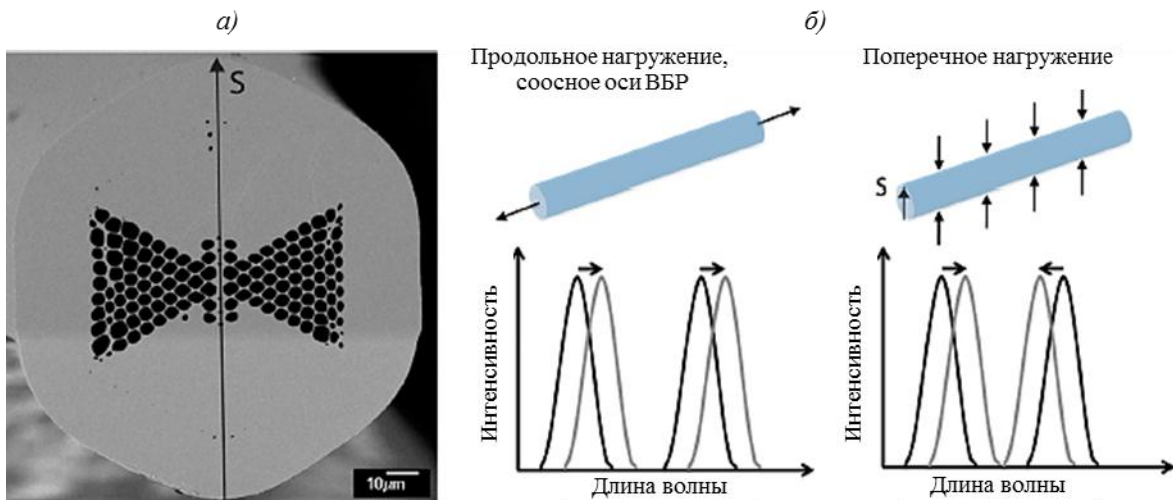 а)
б)
Продольное нагружение,
соосное оси ВБР
Поперечное нагружение
S
S
10μm
Интенсивность
Длина волны
Интенсивность
Длина волны